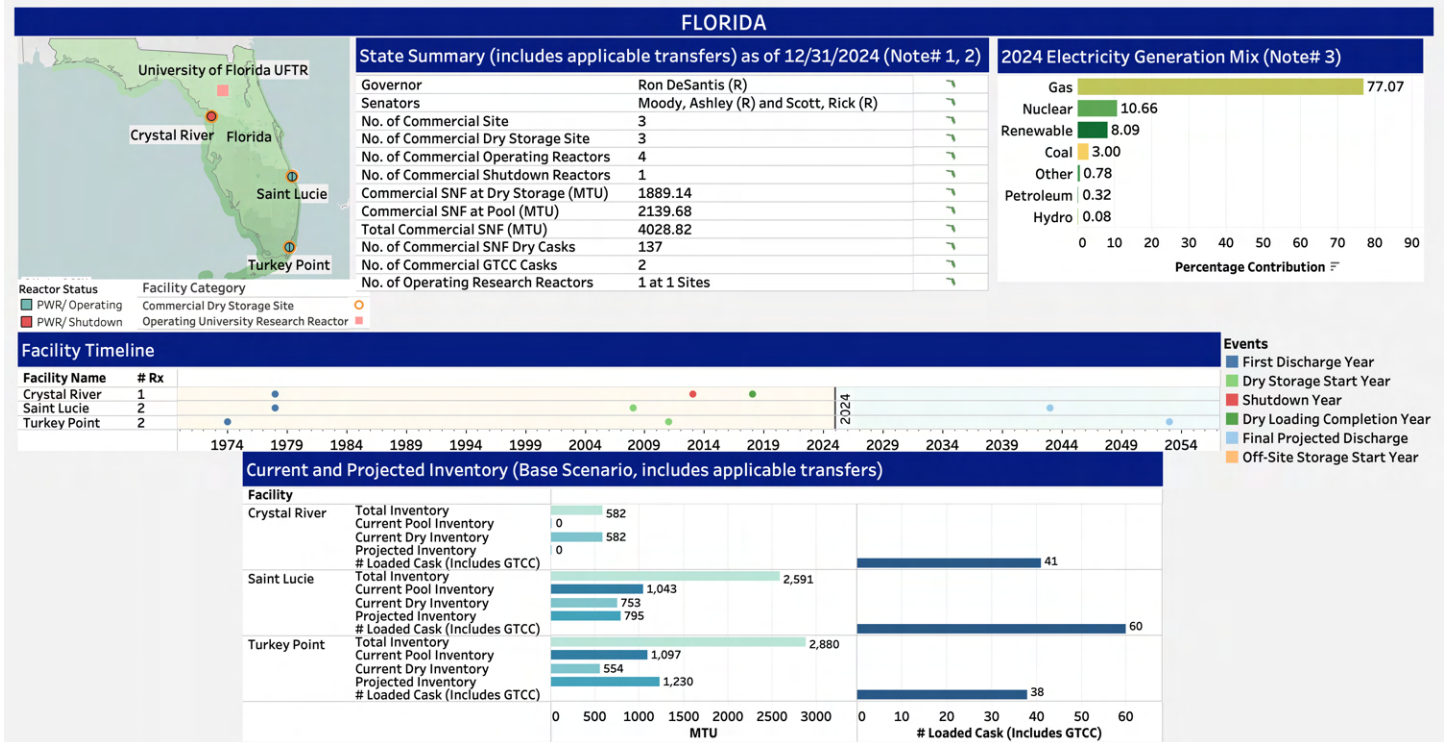 FLORIDA
University of Florida UFTR
Crystal River
Florida
Saint Lucie
Turkey Point
Reactor Status
PWR/Operating
PWR/Shutdown
Facility Category
Commercial Dry Storage Site
Operating University Research Reactor
State Summary (includes applicable transfers) as of 12/31/2024 (Note# 1, 2)
Governor Ron DeSantis (R)
Senators Moody, Ashley (R) and Scott, Rick (R)
No. of Commercial Site 3
No. of Commercial Dry Storage Site 3
No. of Commercial Operating Reactors 4
No. of Commercial Shutdown Reactors 1
Commercial SNF at Dry Storage (MTU) 1889.14
Commercial SNF at Pool (MTU) 2139.68
Total Commercial SNF (MTU) 4028.82
No. of Commercial SNF Dry Casks 137
No. of Commercial GTCC Casks 2
No. of Operating Research Reactors 1 at 1 Sites
2024 Electricity Generation Mix (Note# 3)
Gas 77.07
Nuclear 10.66
Renewable 8.09
Coal 3.00
Other 0.78
Petroleum 0.32
Hydro 0.08
0 10 20 30 40 50 60 70 80 90
Percentage Contribution
Facility Timeline
Facility Name # Rx
Crystal River 1
Saint Lucie 2
Turkey Point 2
2024
1974 1979 1984 1989 1994 1999 2004 2009 2014 2019 2024 2029 2034 2039 2044 2049 2054
Events
First Discharge Year
Dry Storage Start Year
Shutdown Year
Dry Loading Completion Year
Final Projected Discharge
Off-Site Storage Start Year
Current and Projected Inventory (Base Scenario, includes applicable transfers)
Facility
Crystal River
Total Inventory 582
Current Pool Inventory 0
Current Dry Inventory 582
Projected Inventory 0
# Loaded Cask (Includes GTCC) 41
Saint Lucie
Total Inventory 2,591
Current Pool Inventory 1,043
Current Dry Inventory 753
Projected Inventory 795
# Loaded Cask (Includes GTCC) 60
Turkey Point
Total Inventory 2,880
Current Pool Inventory 1,097
Current Dry Inventory 554
Projected Inventory 1,230
# Loaded Cask (Includes GTCC) 38
0 500 1000 1500 2000 2500 3000
MTU
0 10 20 30 40 50 60
# Loaded Cask (Includes GTCC)